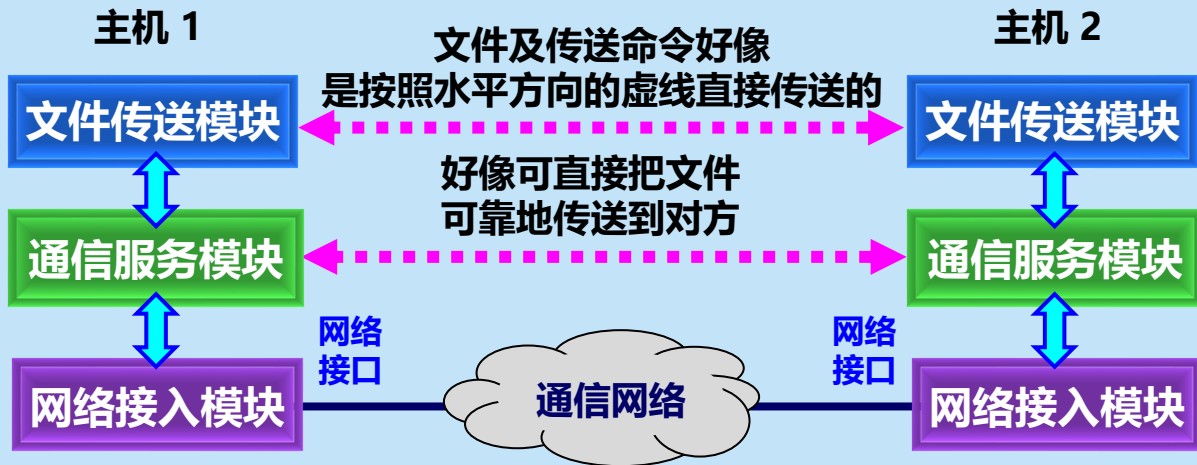 主机 1
主机 2
文件及传送命令好像
是按照水平方向的虚线直接传送的
文件传送模块
文件传送模块
好像可直接把文件
可靠地传送到对方
通信服务模块
通信服务模块
网络
接口
网络
接口
网络接入模块
通信网络
网络接入模块